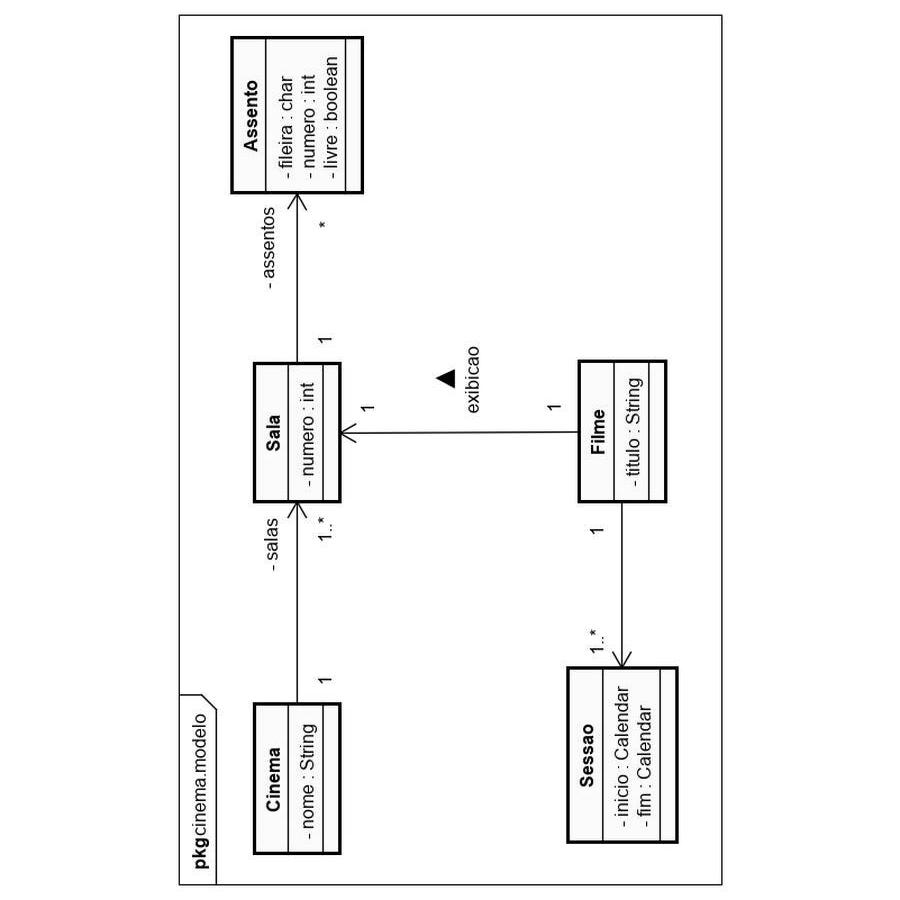 pkg cinema.modelo
Cinema
- nome : String
1
- salas
1..*
Sala
- numero : int
1
- assentos
*
Assento
- fileira : char
- numero : int
- livre : boolean
1
exibicao
1
Sessao
- inicio : Calendar
- fim : Calendar
1..*
1
Filme
- titulo : String